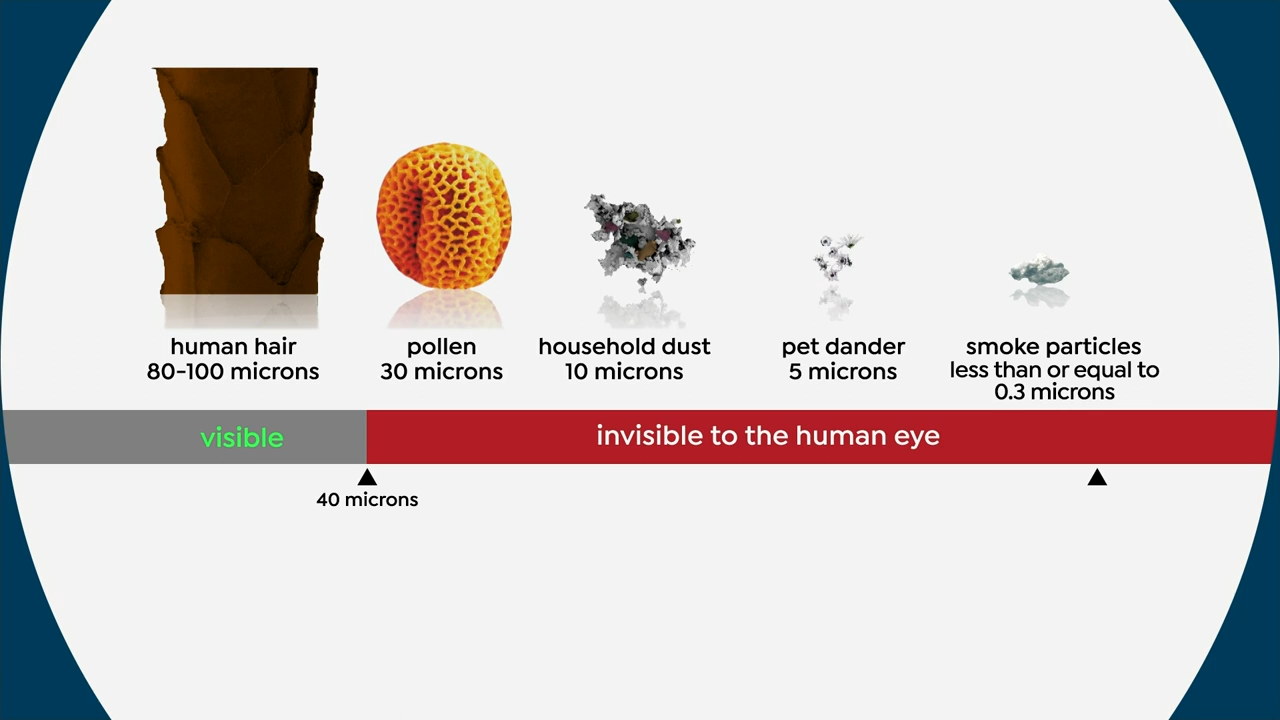 human hair
80-100 microns
pollen
30 microns
household dust
10 microns
pet dander
5 microns
smoke particles
less than or equal to
0.3 microns
visible
invisible to the human eye
40 microns